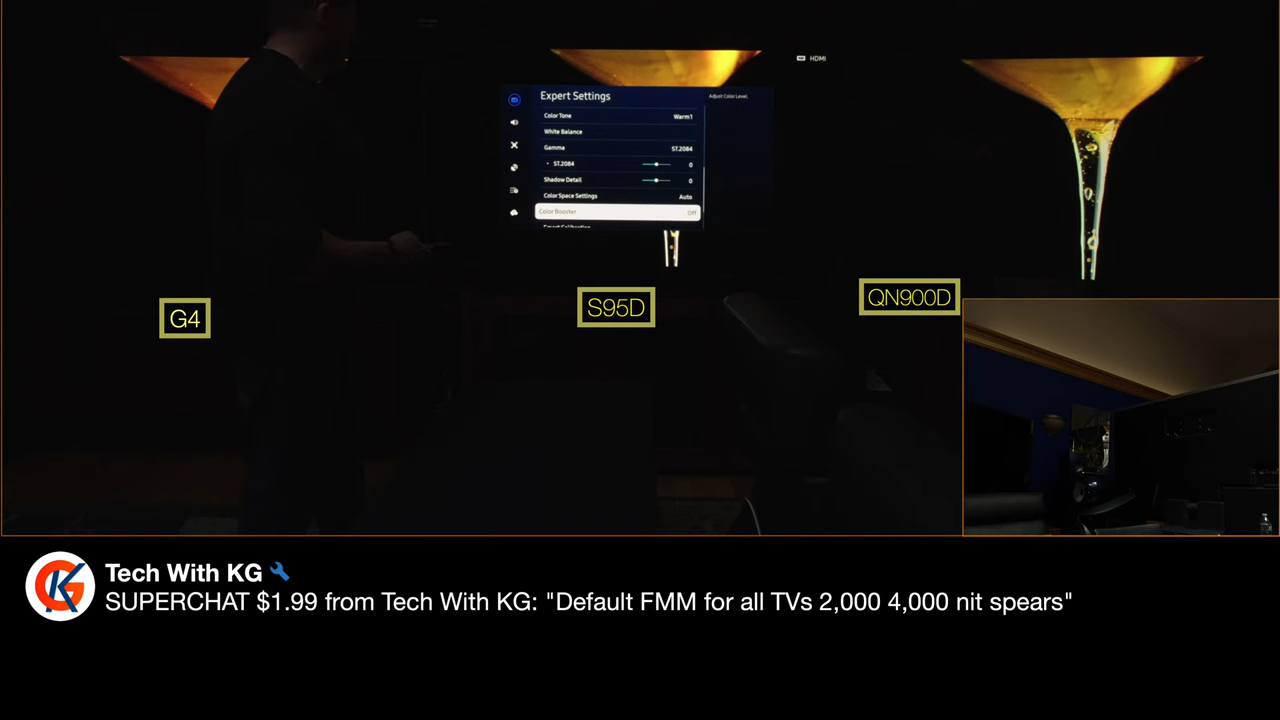 HDMI
Expert Settings
Adjust Color Level.
Color Tone Warm1
White Balance
Gamma ST.2084
• ST.2084 0
Shadow Detail 0
Color Space Settings Auto
Color Booster Off
Smart Calibration
G4
S95D
QN900D
Tech With KG
SUPERCHAT $1.99 from Tech With KG: "Default FMM for all TVs 2,000 4,000 nit spears"